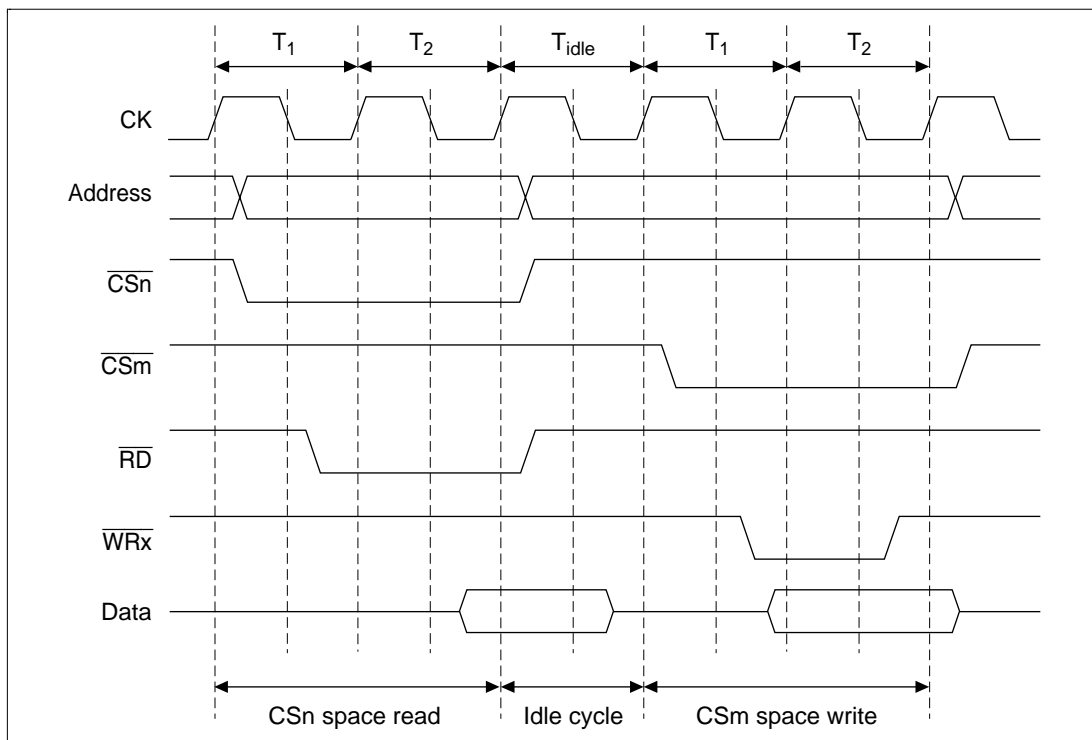 T1 T2 Tidle T1 T2
CK
Address
CSn
CSm
RD
WRx
Data
CSn space read Idle cycle CSm space write